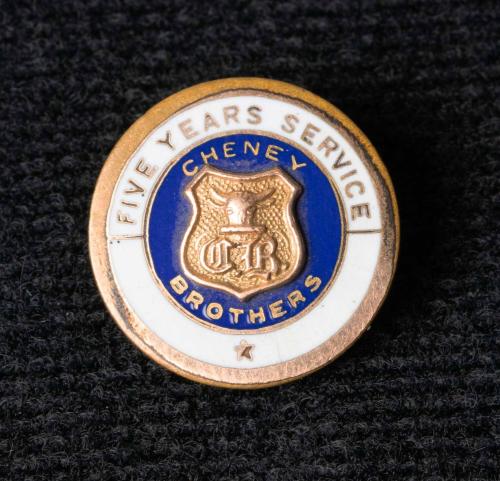 FIVE YEARS SERVICE
CHENEY
CB
BROTHERS